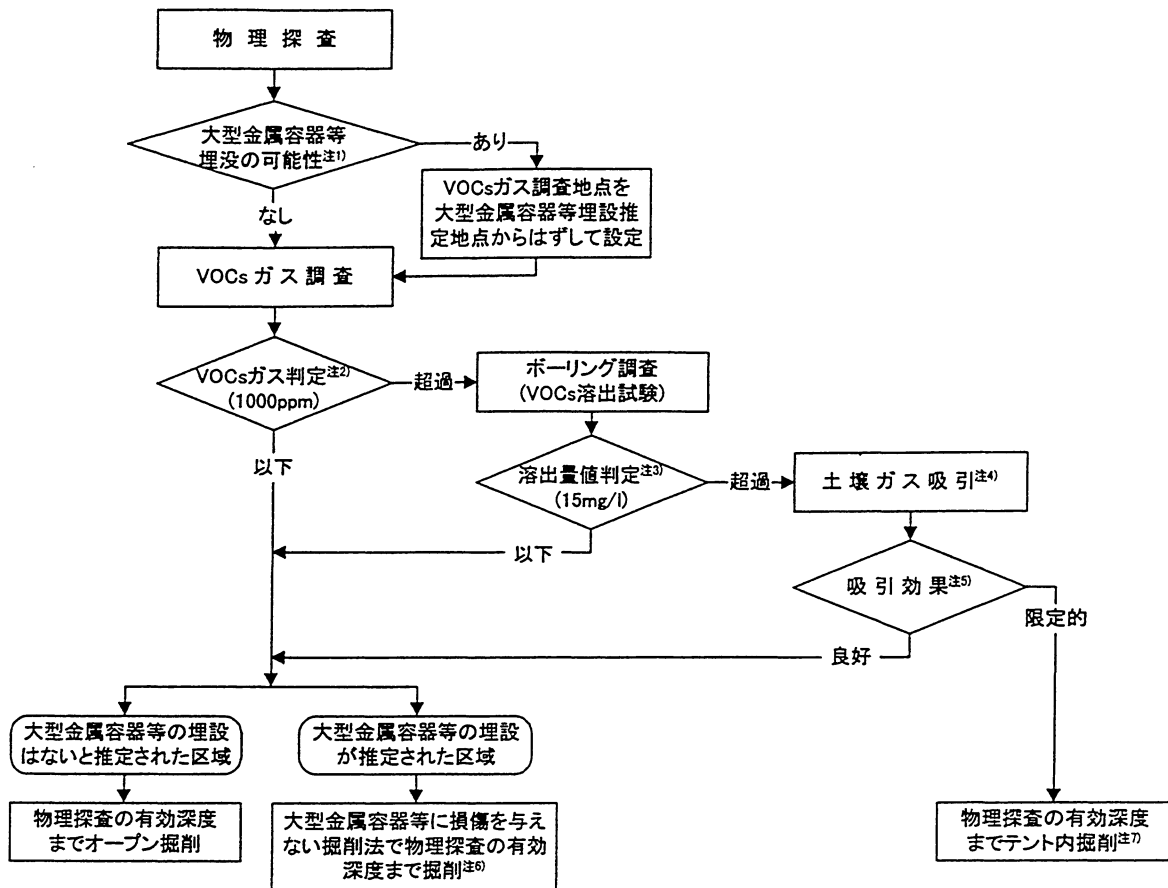 物 理 探 査
大型金属容器等
埋没の可能性注1)
あり
VOCsガス調査地点を
大型金属容器等埋設推
定地点からはずして設定
なし
VOCs ガ ス 調 査
VOCsガス判定注2)
(1000ppm)
超過
ボーリング調査
(VOCs溶出試験)
以下
溶出量値判定注3)
(15mg/l)
超過
土 壌 ガ ス 吸 引注4)
以下
吸 引 効 果注5)
限定的
良好
大型金属容器等の埋設
はないと推定された区域
大型金属容器等の埋設
が推定された区域
物理探査の有効深度
までオープン掘削
大型金属容器等に損傷を与え
ない掘削法で物理探査の有効
深度まで掘削注6)
物理探査の有効深度
までテント内掘削注7)